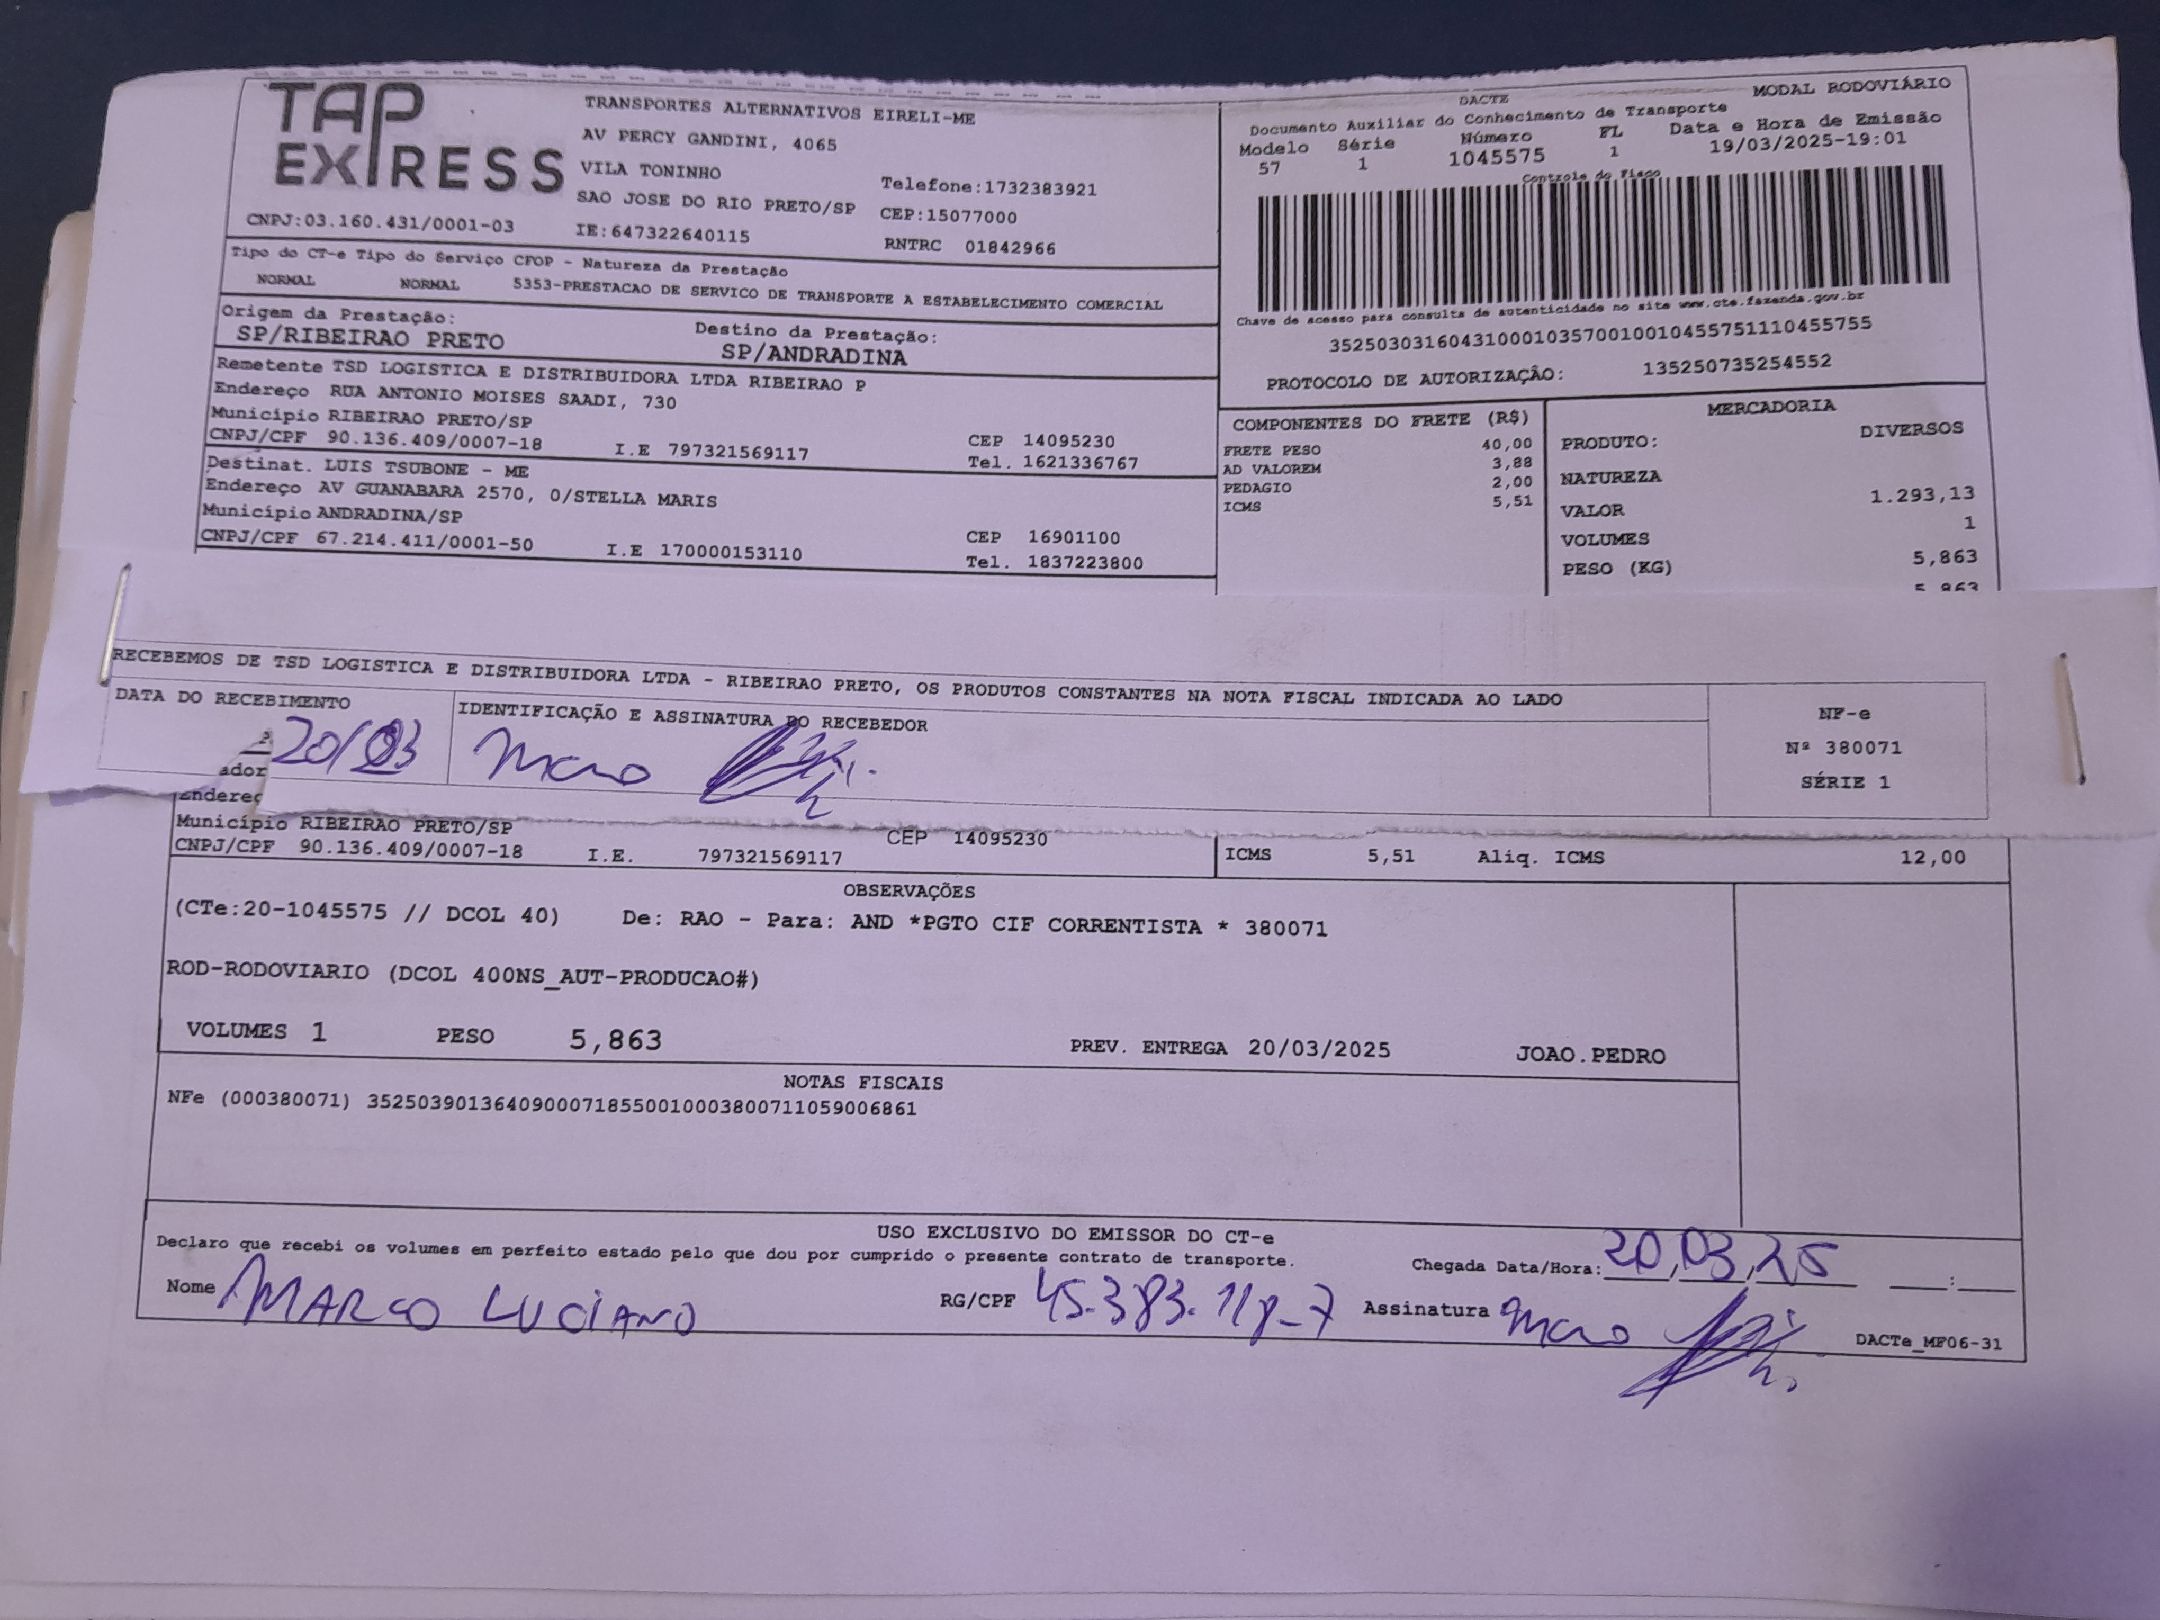 TAP EXPRESS
TRANSPORTES ALTERNATIVOS EIRELI-ME
AV PERCY GANDINI, 4065
VILA TONINHO
Telefone:1732383921
SAO JOSE DO RIO PRETO/SP CEP:15077000
CNPJ:03.160.431/0001-03 IE:647322640115 RNTRC 01842966
DACTE MODAL RODOVIÁRIO
Documento Auxiliar do Conhecimento de Transporte
Modelo Série Número FL Data e Hora de Emissão
57 1 1045575 1 19/03/2025-19:01
Controle do Fisco
Chave de acesso para consulta de autenticidade no site www.cte.fazenda.gov.br
35250303160431000103570010010455751110455755
PROTOCOLO DE AUTORIZAÇÃO: 135250735254552
Tipo do CT-e Tipo do Serviço CFOP - Natureza da Prestação
NORMAL NORMAL 5353-PRESTACAO DE SERVICO DE TRANSPORTE A ESTABELECIMENTO COMERCIAL
Origem da Prestação: Destino da Prestação:
SP/RIBEIRAO PRETO SP/ANDRADINA
Remetente TSD LOGISTICA E DISTRIBUIDORA LTDA RIBEIRAO P
Endereço RUA ANTONIO MOISES SAADI, 730
Município RIBEIRAO PRETO/SP CEP 14095230
CNPJ/CPF 90.136.409/0007-18 I.E 797321569117 Tel. 1621336767
Destinat. LUIS TSUBONE - ME
Endereço AV GUANABARA 2570, 0/STELLA MARIS
Município ANDRADINA/SP CEP 16901100
CNPJ/CPF 67.214.411/0001-50 I.E 170000153110 Tel. 1837223800
COMPONENTES DO FRETE (R$)
FRETE PESO 40,00
AD VALOREM 3,88
PEDAGIO 2,00
ICMS 5,51
MERCADORIA
PRODUTO: DIVERSOS
NATUREZA
VALOR 1.293,13
VOLUMES 1
PESO (KG) 5,863
5,863
RECEBEMOS DE TSD LOGISTICA E DISTRIBUIDORA LTDA - RIBEIRAO PRETO, OS PRODUTOS CONSTANTES NA NOTA FISCAL INDICADA AO LADO
DATA DO RECEBIMENTO IDENTIFICAÇÃO E ASSINATURA DO RECEBEDOR
20/03
NF-e
Nº 380071
SÉRIE 1
ador
Endereç
Município RIBEIRAO PRETO/SP CEP 14095230
CNPJ/CPF 90.136.409/0007-18 I.E. 797321569117
ICMS 5,51 Aliq. ICMS 12,00
OBSERVAÇÕES
(CTe:20-1045575 // DCOL 40) De: RAO - Para: AND *PGTO CIF CORRENTISTA * 380071
ROD-RODOVIARIO (DCOL 400NS_AUT-PRODUCAO#)
VOLUMES 1 PESO 5,863 PREV. ENTREGA 20/03/2025 JOAO.PEDRO
NOTAS FISCAIS
NFe (000380071) 35250390136409000718550010003800711059006861
USO EXCLUSIVO DO EMISSOR DO CT-e
Declaro que recebi os volumes em perfeito estado pelo que dou por cumprido o presente contrato de transporte. Chegada Data/Hora: 20,03,25 :
Nome MARCO LUCIANO RG/CPF 45.383.118-7 Assinatura
DACTe_MF06-31